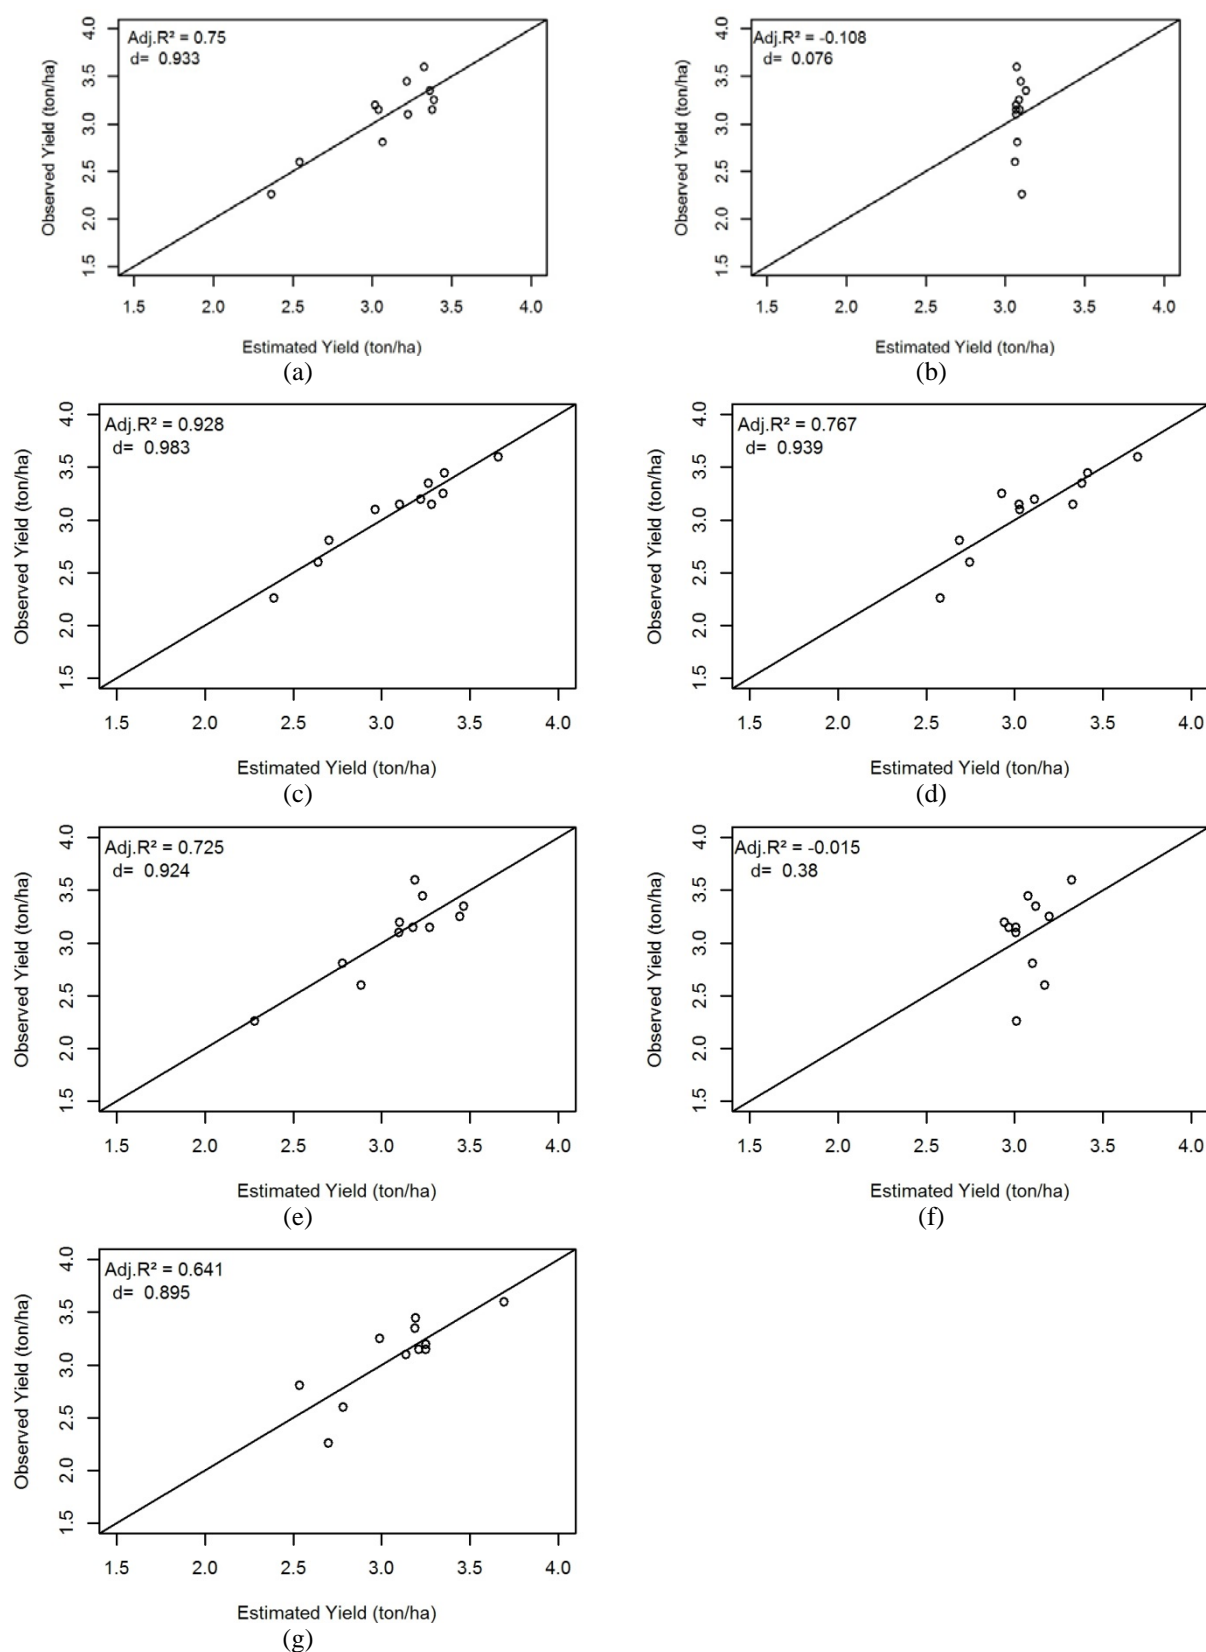 Adj.R² = 0.75
d= 0.933
Observed Yield (ton/ha)
4.0
3.5
3.0
2.5
2.0
1.5
1.5 2.0 2.5 3.0 3.5 4.0
Estimated Yield (ton/ha)
(a)
Adj.R² = -0.108
d= 0.076
Observed Yield (ton/ha)
4.0
3.5
3.0
2.5
2.0
1.5
1.5 2.0 2.5 3.0 3.5 4.0
Estimated Yield (ton/ha)
(b)
Adj.R² = 0.928
d= 0.983
Observed Yield (ton/ha)
4.0
3.5
3.0
2.5
2.0
1.5
1.5 2.0 2.5 3.0 3.5 4.0
Estimated Yield (ton/ha)
(c)
Adj.R² = 0.767
d= 0.939
Observed Yield (ton/ha)
4.0
3.5
3.0
2.5
2.0
1.5
1.5 2.0 2.5 3.0 3.5 4.0
Estimated Yield (ton/ha)
(d)
Adj.R² = 0.725
d= 0.924
Observed Yield (ton/ha)
4.0
3.5
3.0
2.5
2.0
1.5
1.5 2.0 2.5 3.0 3.5 4.0
Estimated Yield (ton/ha)
(e)
Adj.R² = -0.015
d= 0.38
Observed Yield (ton/ha)
4.0
3.5
3.0
2.5
2.0
1.5
1.5 2.0 2.5 3.0 3.5 4.0
Estimated Yield (ton/ha)
(f)
Adj.R² = 0.641
d= 0.895
Observed Yield (ton/ha)
4.0
3.5
3.0
2.5
2.0
1.5
1.5 2.0 2.5 3.0 3.5 4.0
Estimated Yield (ton/ha)
(g)